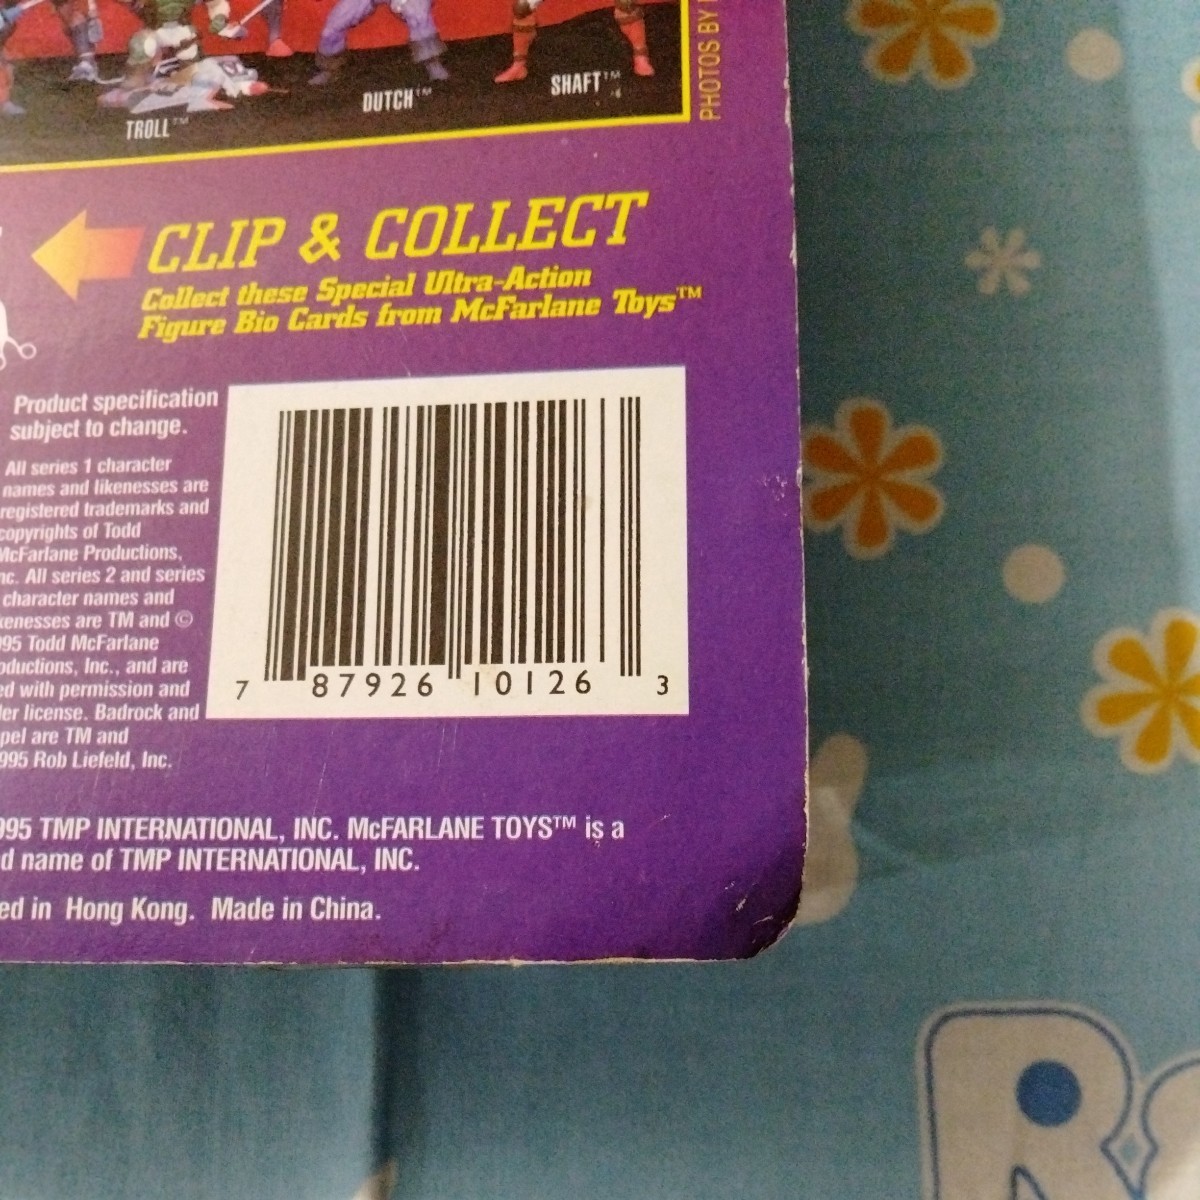 TROLL™
DUTCH™
SHAFT™
PHOTOS BY
CLIP & COLLECT
Collect these Special Ultra-Action
Figure Bio Cards from McFarlane Toys™
Product specification
subject to change.
All series 1 character
names and likenesses are
registered trademarks and
copyrights of Todd
McFarlane Productions,
nc. All series 2 and series
character names and
kenesses are TM and ©
995 Todd McFarlane
oductions, Inc., and are
ed with permission and
der license. Badrock and
pel are TM and
995 Rob Liefeld, Inc.
7 87926 10126 3
995 TMP INTERNATIONAL, INC. McFARLANE TOYS™ is a
d name of TMP INTERNATIONAL, INC.
ed in Hong Kong. Made in China.
R